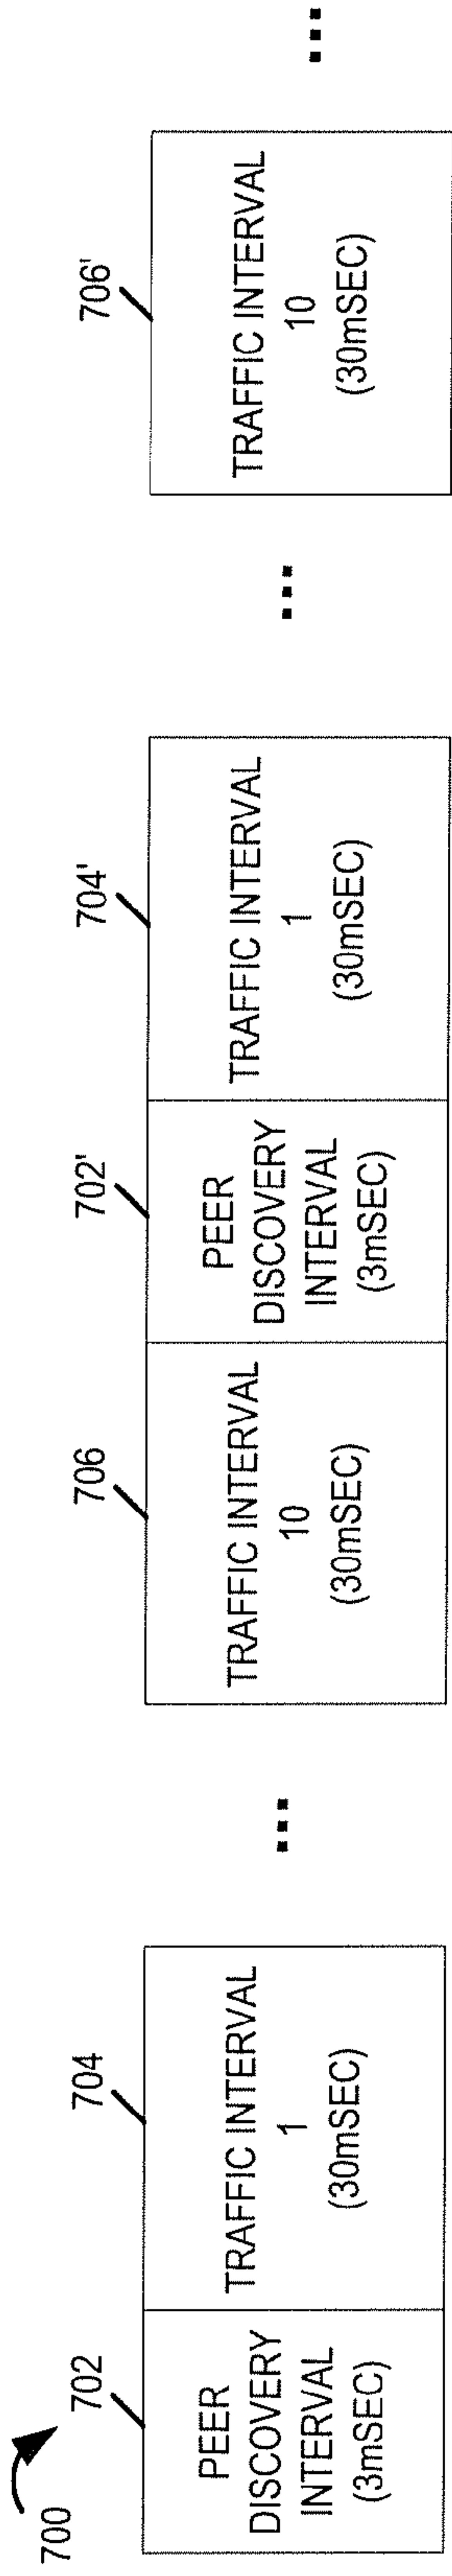 700
702
PEER
DISCOVERY
INTERVAL
(3mSEC)
704
TRAFFIC INTERVAL
1
(30mSEC)
...
706
TRAFFIC INTERVAL
10
(30mSEC)
702'
PEER
DISCOVERY
INTERVAL
(3mSEC)
704'
TRAFFIC INTERVAL
1
(30mSEC)
...
706'
TRAFFIC INTERVAL
10
(30mSEC)
...